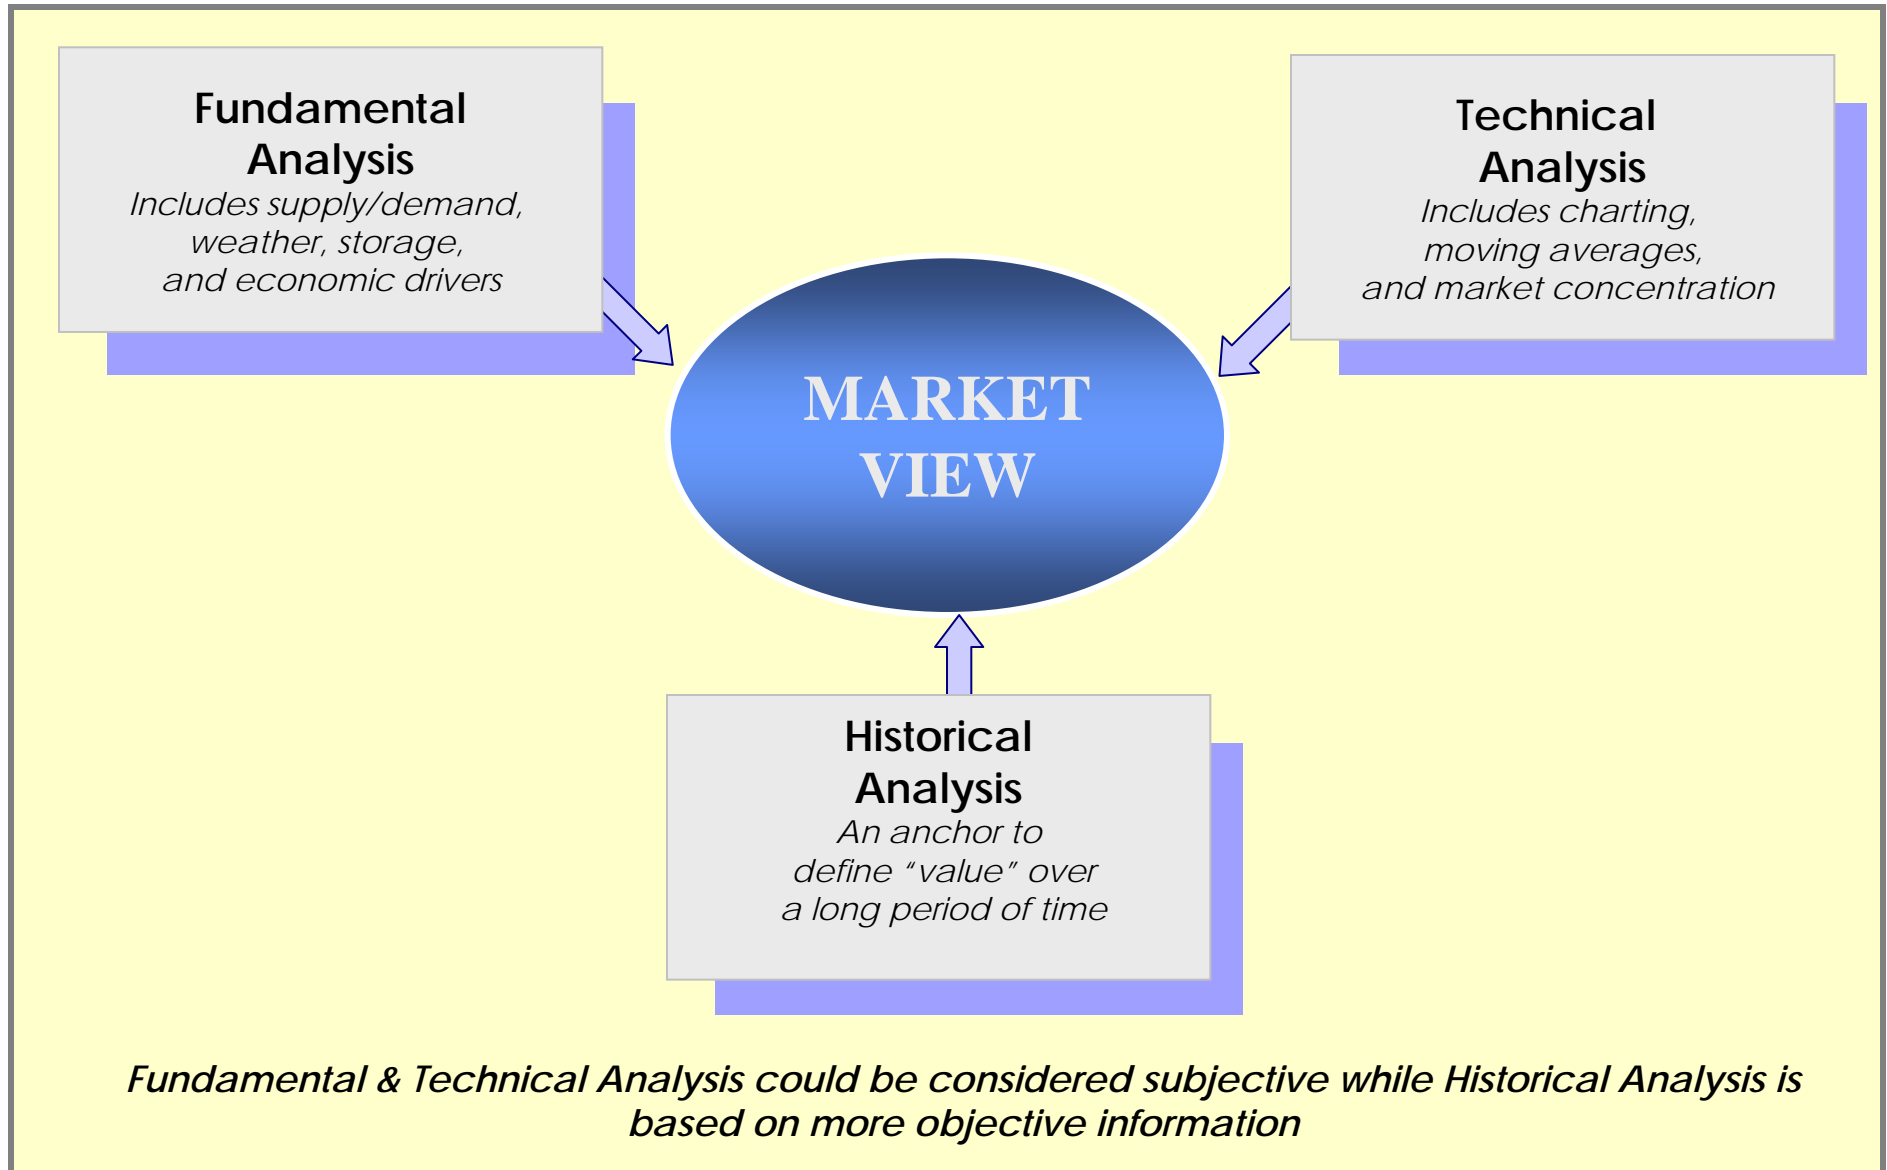 Fundamental
Analysis
Includes supply/demand,
weather, storage,
and economic drivers
Technical
Analysis
Includes charting,
moving averages,
and market concentration
MARKET
VIEW
Historical
Analysis
An anchor to
define “value” over
a long period of time
Fundamental & Technical Analysis could be considered subjective while Historical Analysis is
based on more objective information